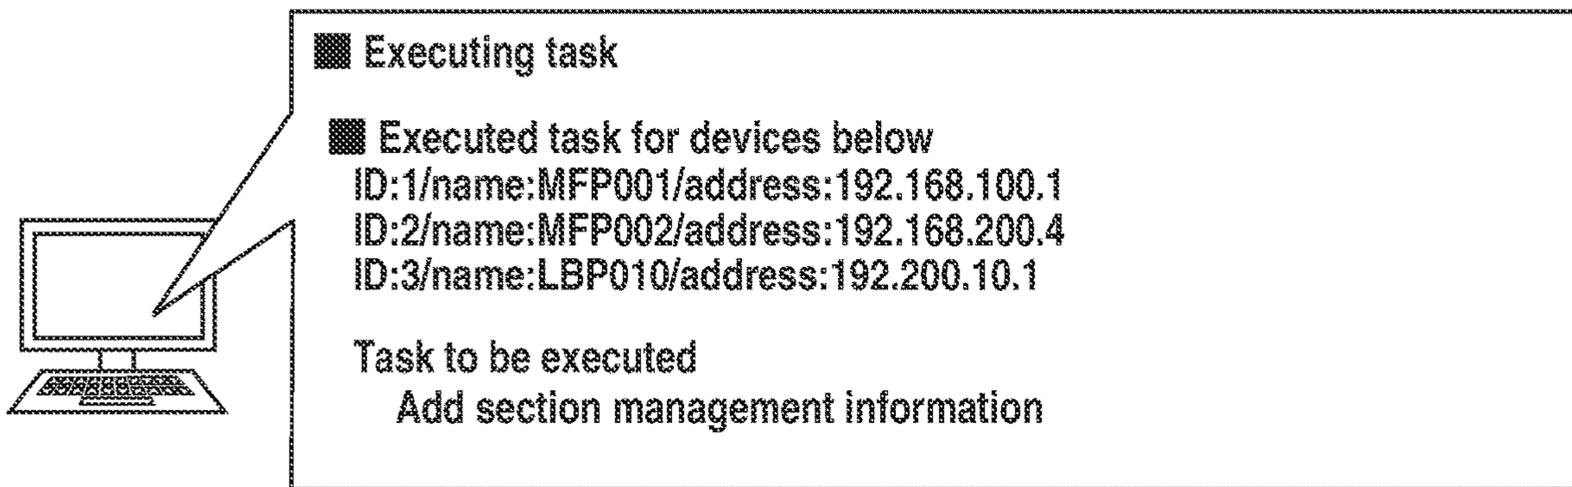 ■ Executing task
■ Executed task for devices below
ID:1/name:MFP001/address:192.168.100.1
ID:2/name:MFP002/address:192.168.200.4
ID:3/name:LBP010/address:192.200.10.1
Task to be executed
Add section management information